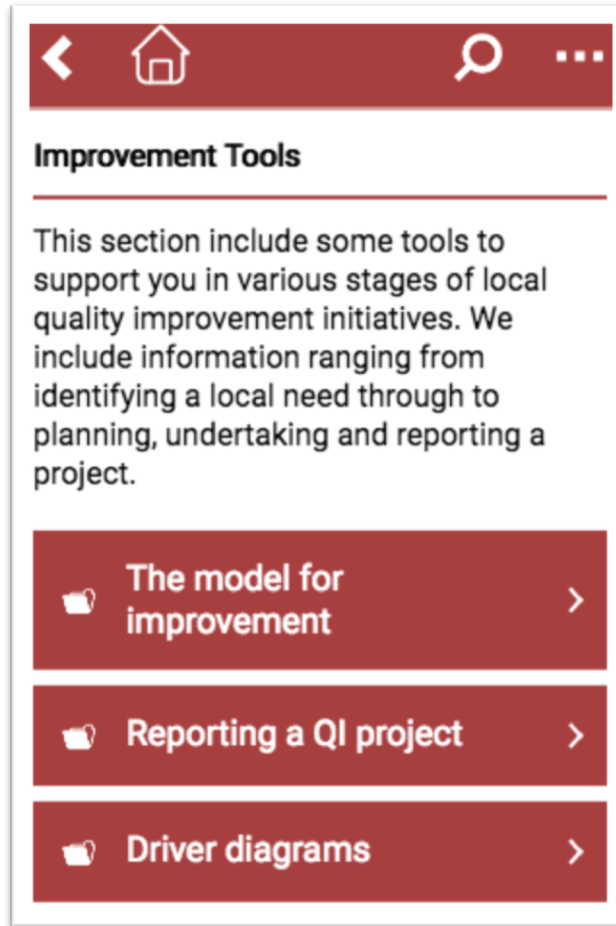 Improvement Tools
This section include some tools to
support you in various stages of local
quality improvement initiatives. We
include information ranging from
identifying a local need through to
planning, undertaking and reporting a
project.
The model for
improvement
Reporting a QI project
Driver diagrams